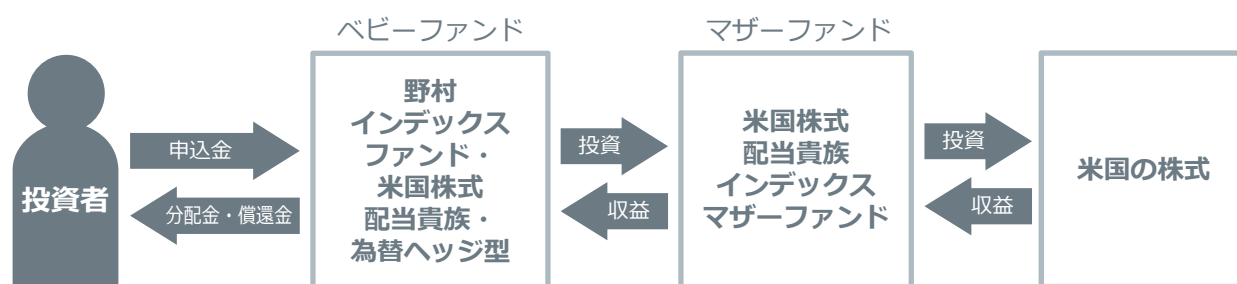 ベビーファンド
マザーファンド
投資者
申込金
分配金・償還金
野村
インデックス
ファンド・
米国株式
配当貴族・
為替ヘッジ型
投資
収益
米国株式
配当貴族
インデックス
マザーファンド
投資
収益
米国の株式